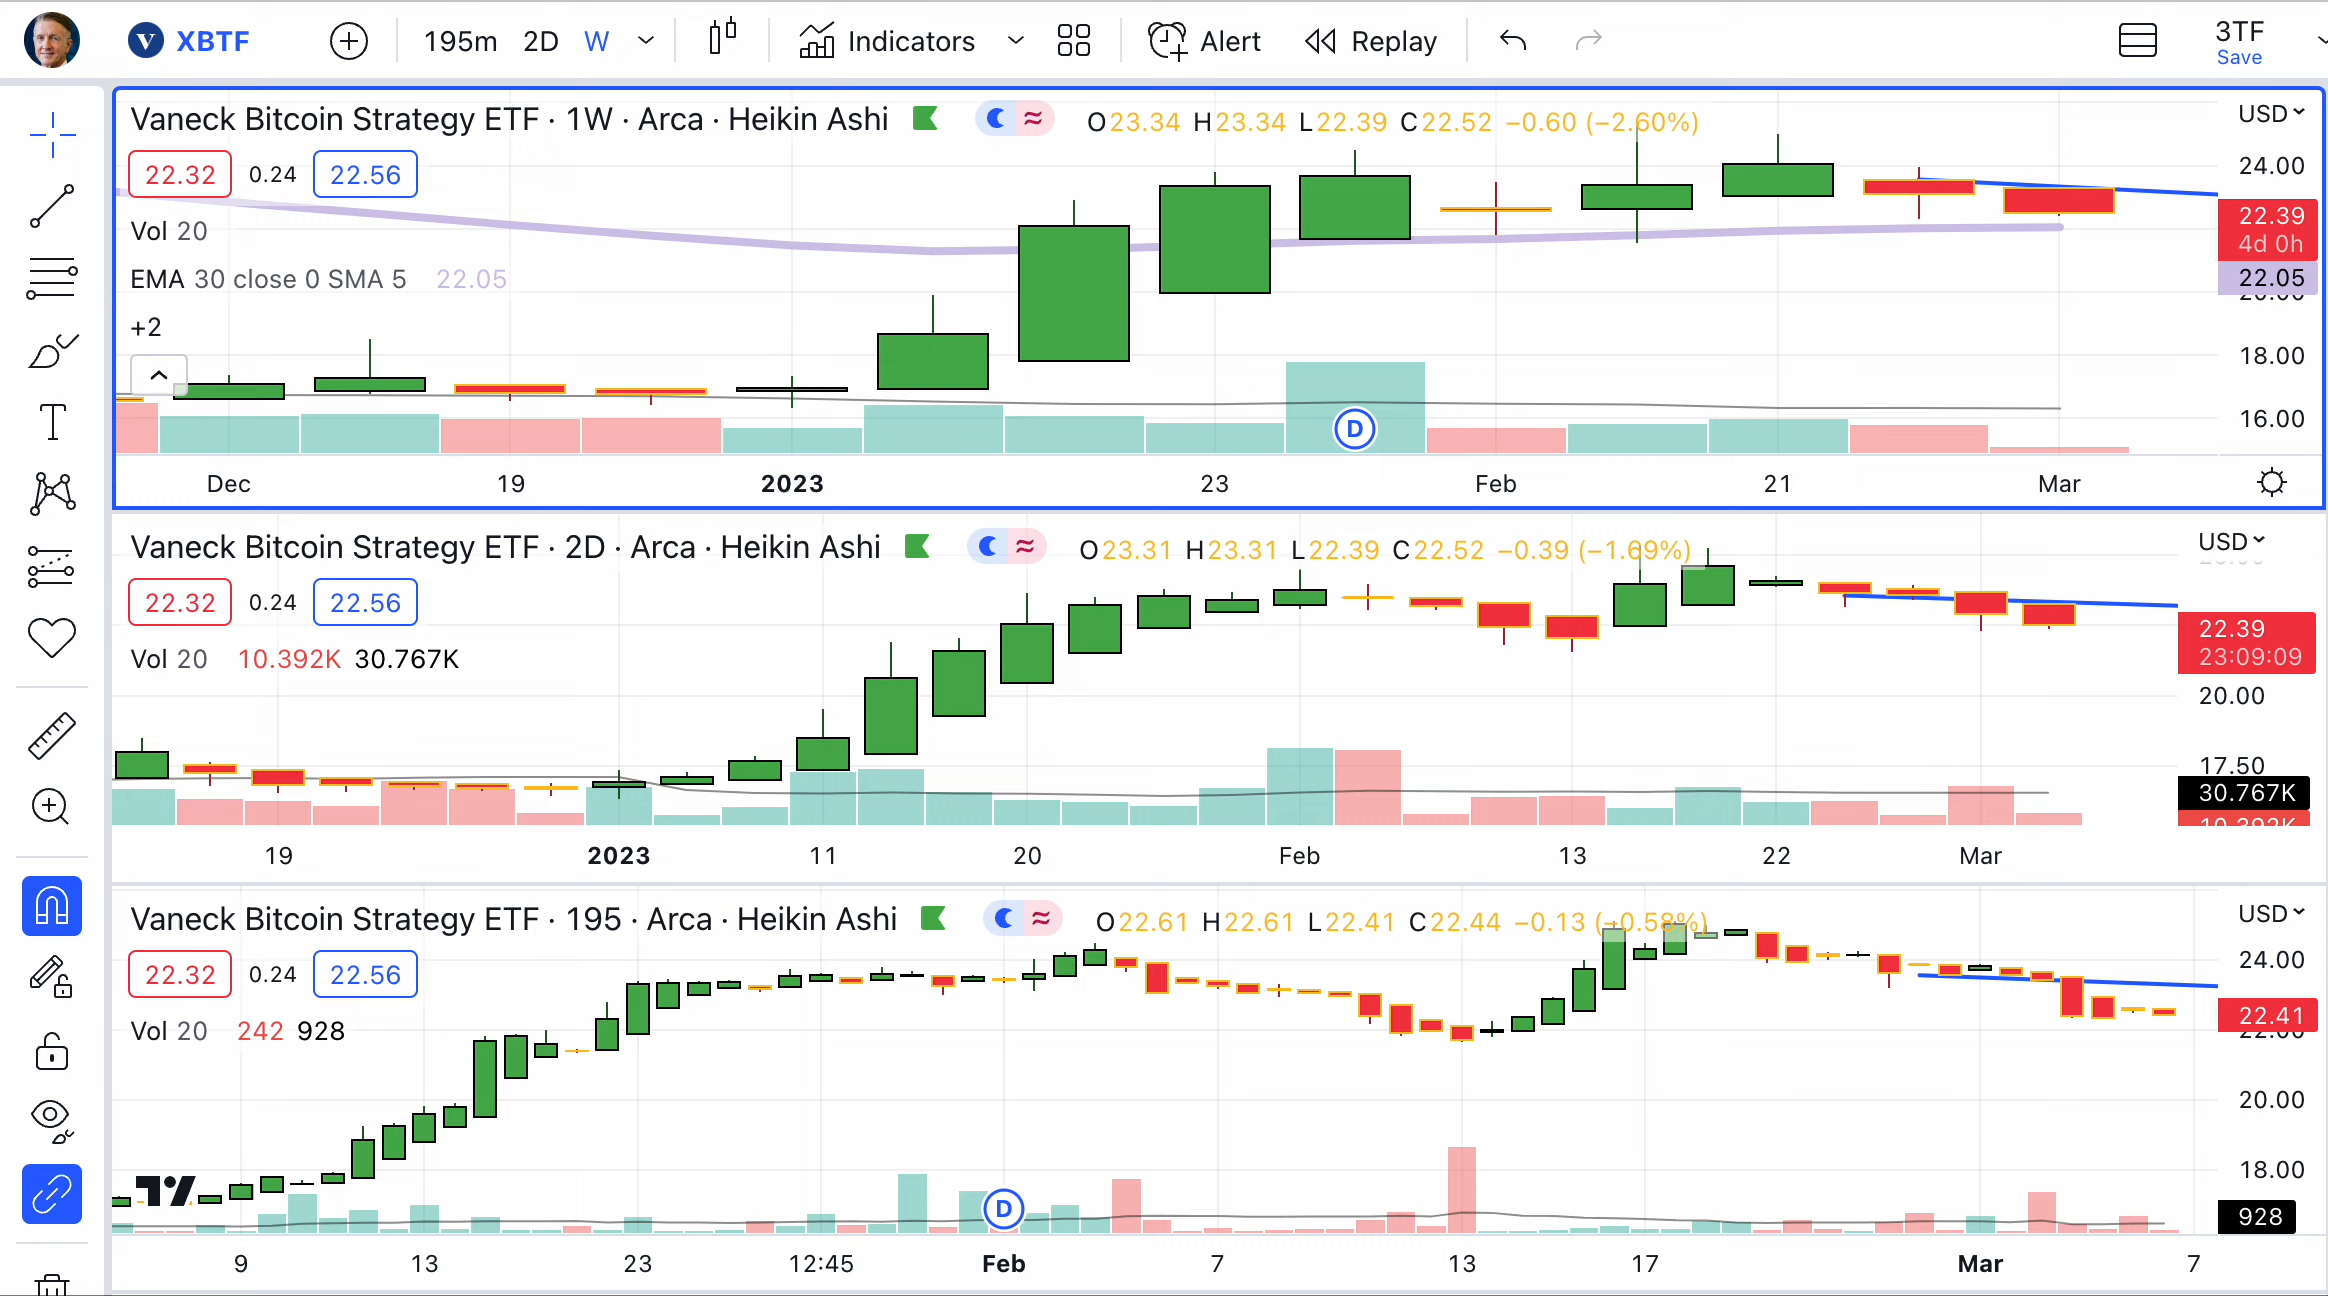 XBTF 195m 2D W Indicators Alert Replay 3TF
Save
Vaneck Bitcoin Strategy ETF · 1W · Arca · Heikin Ashi O23.34 H23.34 L22.39 C22.52 −0.60 (−2.60%)
USD
22.32 0.24 22.56
24.00
Vol 20
22.39
4d 0h
EMA 30 close 0 SMA 5 22.05
22.05
+2
18.00
16.00
D
Dec 19 2023 23 Feb 21 Mar
Vaneck Bitcoin Strategy ETF · 2D · Arca · Heikin Ashi O23.31 H23.31 L22.39 C22.52 −0.39 (−1.69%)
USD
22.32 0.24 22.56
22.39
23:09:09
Vol 20 10.392K 30.767K
20.00
17.50
30.767K
10.392K
19 2023 11 20 Feb 13 22 Mar
Vaneck Bitcoin Strategy ETF · 195 · Arca · Heikin Ashi O22.61 H22.61 L22.41 C22.44 −0.13 (−0.58%)
USD
22.32 0.24 22.56
24.00
22.41
22.00
Vol 20 242 928
20.00
18.00
D
928
9 13 23 12:45 Feb 7 13 17 Mar 7